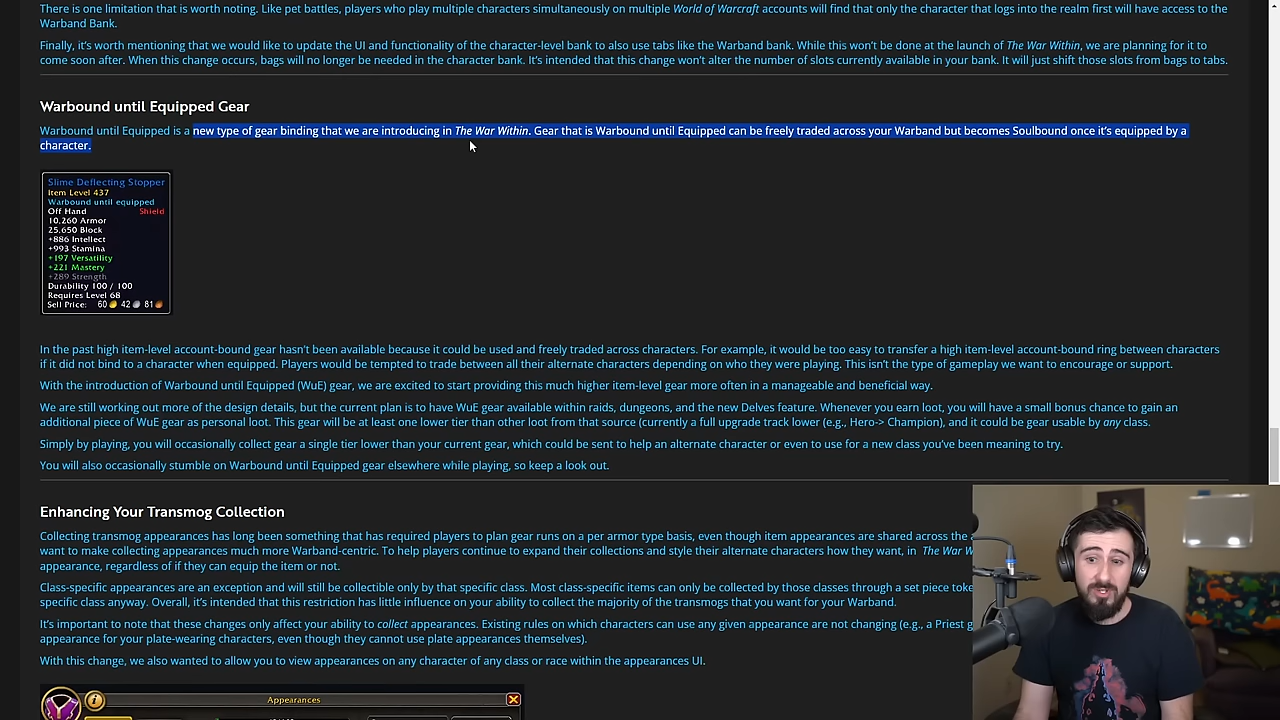 There is one limitation that is worth noting. Like pet battles, players who play multiple characters simultaneously on multiple World of Warcraft accounts will find that only the character that logs into the realm first will have access to the
Warband Bank.
Finally, it's worth mentioning that we would like to update the UI and functionality of the character-level bank to also use tabs like the Warband bank. While this won't be done at the launch of The War Within, we are planning for it to
come soon after. When this change occurs, bags will no longer be needed in the character bank. It's intended that this change won't alter the number of slots currently available in your bank. It will just shift those slots from bags to tabs.
Warbound until Equipped Gear
Warbound until Equipped is a new type of gear binding that we are introducing in The War Within. Gear that is Warbound until Equipped can be freely traded across your Warband but becomes Soulbound once it's equipped by a
character.
Slime Deflecting Stopper
Item Level 437
Warbound until equipped
Off Hand Shield
10,260 Armor
25,650 Block
+886 Intellect
+993 Stamina
+197 Versatility
+221 Mastery
+289 Strength
Durability 100 / 100
Requires Level 68
Sell Price: 60 42 81
In the past high item-level account-bound gear hasn't been available because it could be used and freely traded across characters. For example, it would be too easy to transfer a high item-level account-bound ring between characters
if it did not bind to a character when equipped. Players would be tempted to trade between all their alternate characters depending on who they were playing. This isn't the type of gameplay we want to encourage or support.
With the introduction of Warbound until Equipped (WuE) gear, we are excited to start providing this much higher item-level gear more often in a manageable and beneficial way.
We are still working out more of the design details, but the current plan is to have WuE gear available within raids, dungeons, and the new Delves feature. Whenever you earn loot, you will have a small bonus chance to gain an
additional piece of WuE gear as personal loot. This gear will be at least one lower tier than other loot from that source (currently a full upgrade track lower (e.g., Hero-> Champion), and it could be gear usable by any class.
Simply by playing, you will occasionally collect gear a single tier lower than your current gear, which could be sent to help an alternate character or even to use for a new class you've been meaning to try.
You will also occasionally stumble on Warbound until Equipped gear elsewhere while playing, so keep a look out.
Enhancing Your Transmog Collection
Collecting transmog appearances has long been something that has required players to plan gear runs on a per armor type basis, even though item appearances are shared across the
want to make collecting appearances much more Warband-centric. To help players continue to expand their collections and style their alternate characters how they want, in The War W
appearance, regardless of if they can equip the item or not.
Class-specific appearances are an exception and will still be collectible only by that specific class. Most class-specific items can only be collected by those classes through a set piece toke
specific class anyway. Overall, it's intended that this restriction has little influence on your ability to collect the majority of the transmogs that you want for your Warband.
It's important to note that these changes only affect your ability to collect appearances. Existing rules on which characters can use any given appearance are not changing (e.g., a Priest g
appearance for your plate-wearing characters, even though they cannot use plate appearances themselves).
With this change, we also wanted to allow you to view appearances on any character of any class or race within the appearances UI.
Appearances